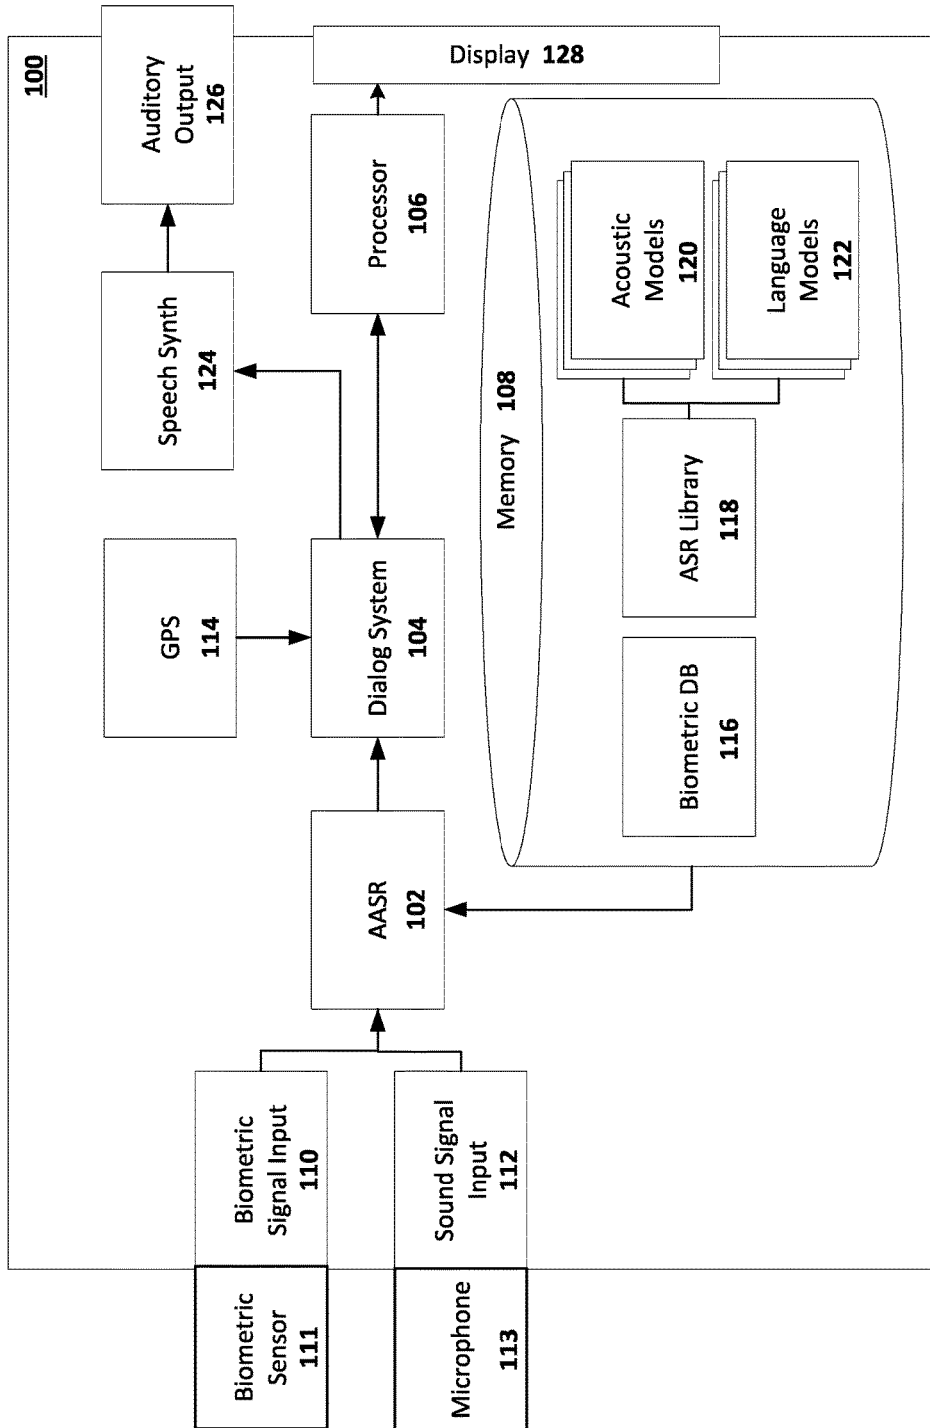 100
Biometric
Sensor
111
Biometric
Signal Input
110
Microphone
113
Sound Signal
Input
112
AASR
102
GPS
114
Dialog System
104
Speech Synth
124
Auditory
Output
126
Processor
106
Display 128
Memory 108
Biometric DB
116
ASR Library
118
Acoustic
Models
120
Language
Models
122